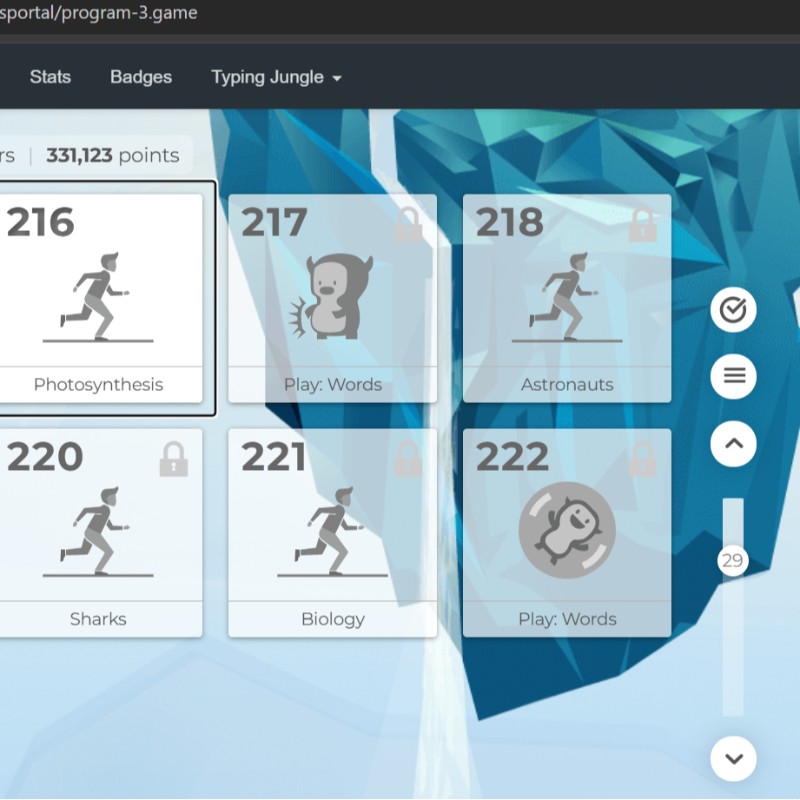 sportal/program-3.game
Stats Badges Typing Jungle
rs | 331,123 points
216 217 218
Photosynthesis Play: Words Astronauts
220 221 222
29
Sharks Biology Play: Words